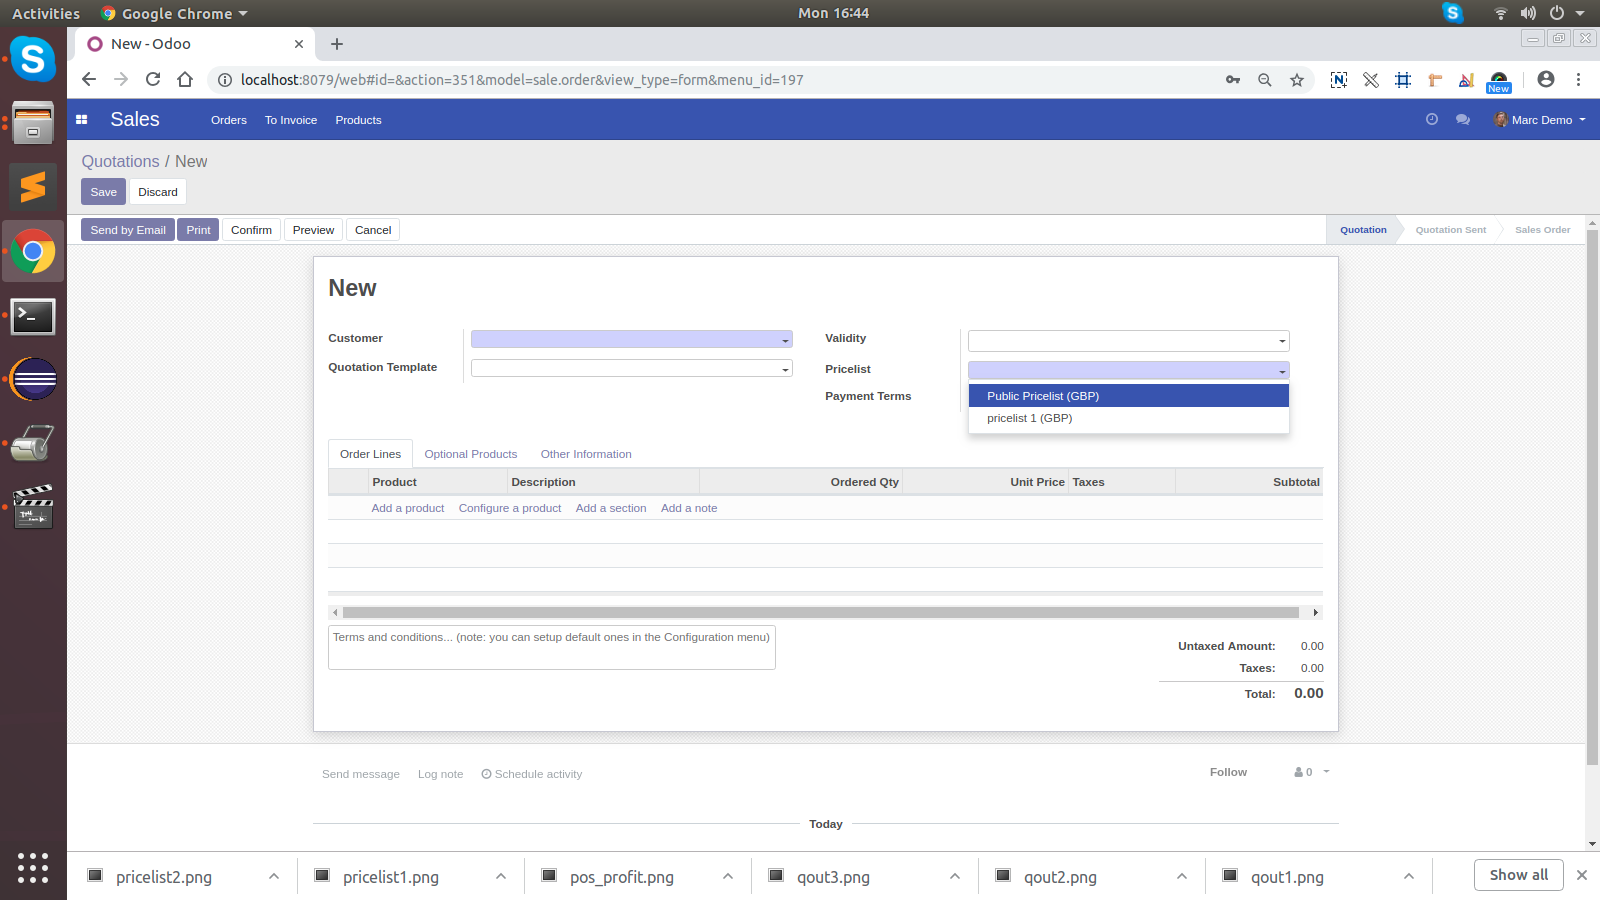 Activities
Google Chrome
Mon 16:44
New - Odoo
localhost:8079/web#id=&action=351&model=sale.order&view_type=form&menu_id=197
New
Sales
Orders
To Invoice
Products
Marc Demo
Quotations / New
Save
Discard
Send by Email
Print
Confirm
Preview
Cancel
Quotation
Quotation Sent
Sales Order
New
Customer
Quotation Template
Validity
Pricelist
Public Pricelist (GBP)
pricelist 1 (GBP)
Payment Terms
Order Lines
Optional Products
Other Information
Product
Description
Ordered Qty
Unit Price
Taxes
Subtotal
Add a product
Configure a product
Add a section
Add a note
Terms and conditions... (note: you can setup default ones in the Configuration menu)
Untaxed Amount: 0.00
Taxes: 0.00
Total: 0.00
Send message
Log note
Schedule activity
Follow
0
Today
pricelist2.png
pricelist1.png
pos_profit.png
qout3.png
qout2.png
qout1.png
Show all